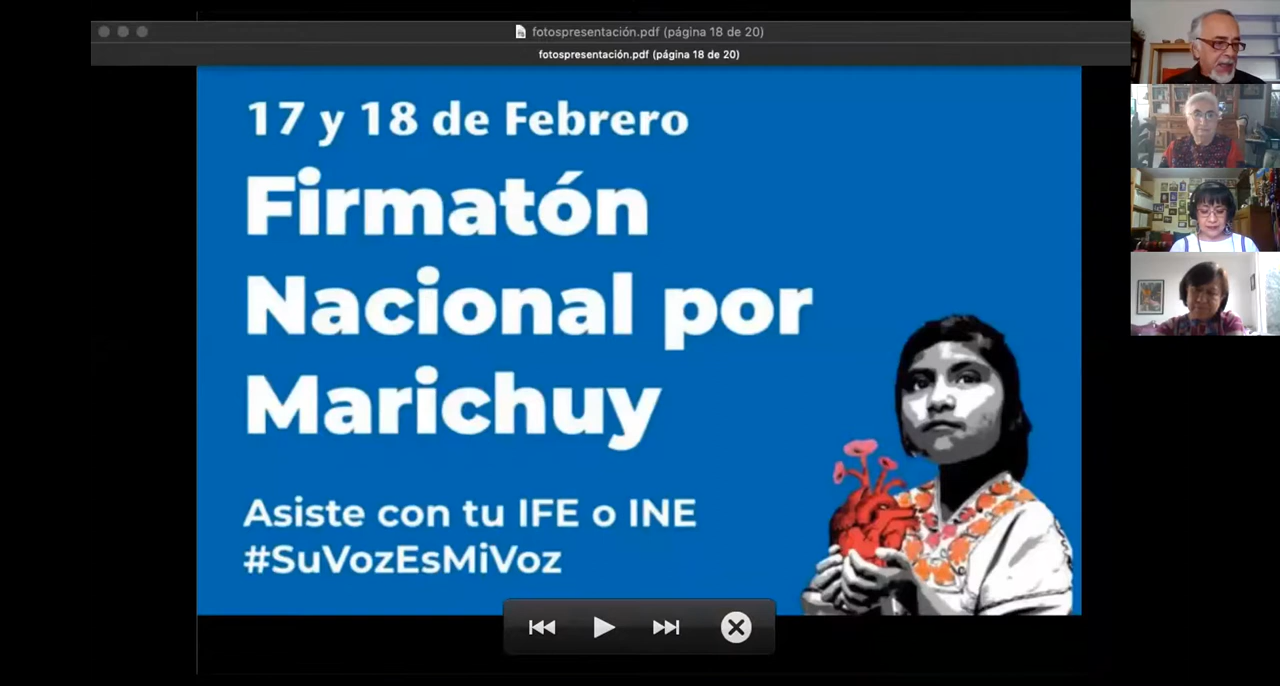 fotospresentación.pdf (página 18 de 20)
fotospresentación.pdf (página 18 de 20)
17 y 18 de Febrero
Firmatón
Nacional por
Marichuy
Asiste con tu IFE o INE
#SuVozEsMiVoz